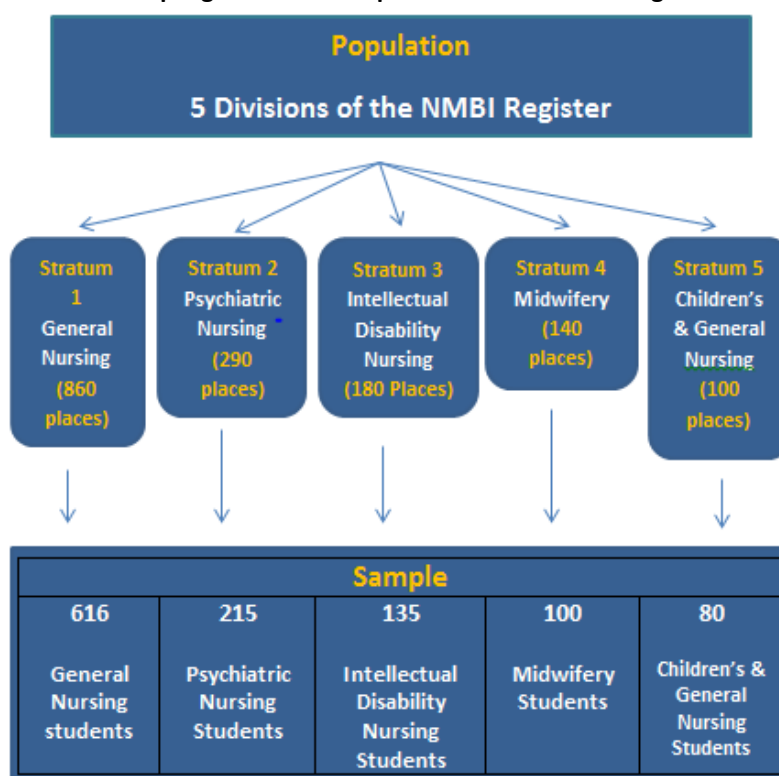 Population
5 Divisions of the NMBI Register
Stratum
1
General
Nursing
(860
places)
Stratum 2
Psychiatric
Nursing
(290
places)
Stratum 3
Intellectual
Disability
Nursing
(180 Places)
Stratum 4
Midwifery
(140
places)
Stratum 5
Children's
& General
Nursing
(100
places)
Sample
616
General
Nursing
students
215
Psychiatric
Nursing
Students
135
Intellectual
Disability
Nursing
Students
100
Midwifery
Students
80
Children's &
General
Nursing
Students